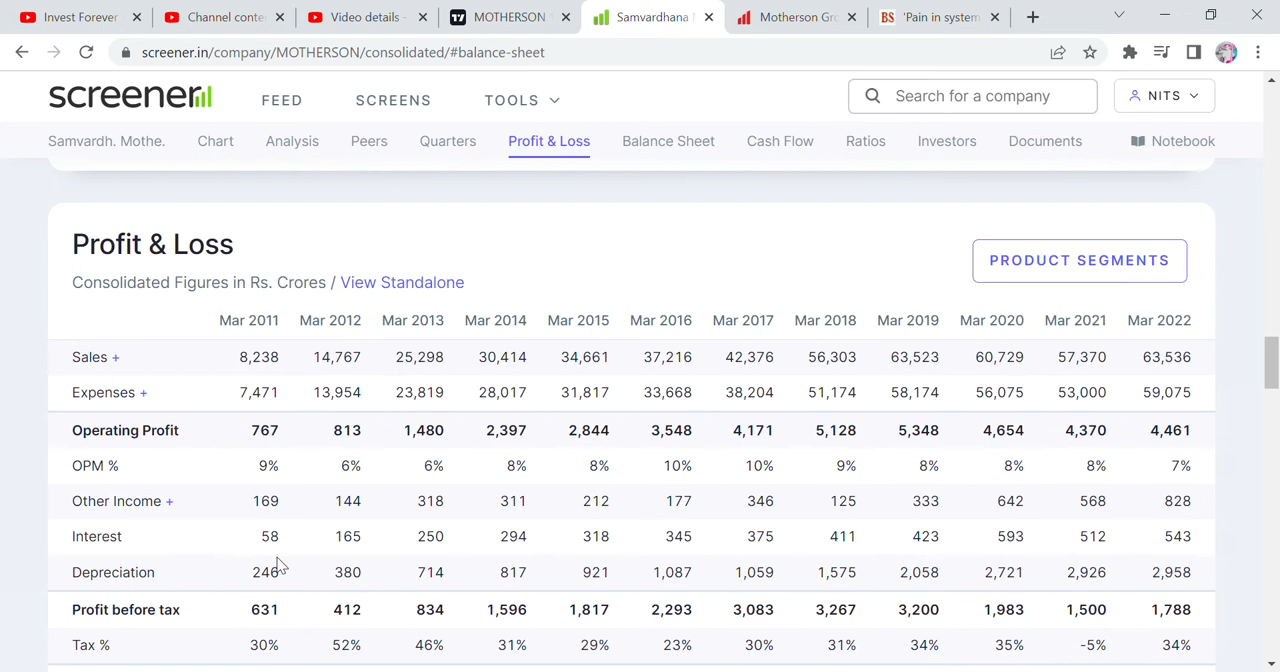 Invest Forever
Channel conte
Video details -
MOTHERSON
Samvardhana
Motherson Gro
BS 'Pain in system
screener.in/company/MOTHERSON/consolidated/#balance-sheet
screener FEED SCREENS TOOLS Search for a company NITS
Samvardh. Mothe. Chart Analysis Peers Quarters Profit & Loss Balance Sheet Cash Flow Ratios Investors Documents Notebook
Profit & Loss
PRODUCT SEGMENTS
Consolidated Figures in Rs. Crores / View Standalone
Mar 2011 Mar 2012 Mar 2013 Mar 2014 Mar 2015 Mar 2016 Mar 2017 Mar 2018 Mar 2019 Mar 2020 Mar 2021 Mar 2022
Sales + 8,238 14,767 25,298 30,414 34,661 37,216 42,376 56,303 63,523 60,729 57,370 63,536
Expenses + 7,471 13,954 23,819 28,017 31,817 33,668 38,204 51,174 58,174 56,075 53,000 59,075
Operating Profit 767 813 1,480 2,397 2,844 3,548 4,171 5,128 5,348 4,654 4,370 4,461
OPM % 9% 6% 6% 8% 8% 10% 10% 9% 8% 8% 8% 7%
Other Income + 169 144 318 311 212 177 346 125 333 642 568 828
Interest 58 165 250 294 318 345 375 411 423 593 512 543
Depreciation 246 380 714 817 921 1,087 1,059 1,575 2,058 2,721 2,926 2,958
Profit before tax 631 412 834 1,596 1,817 2,293 3,083 3,267 3,200 1,983 1,500 1,788
Tax % 30% 52% 46% 31% 29% 23% 30% 31% 34% 35% -5% 34%